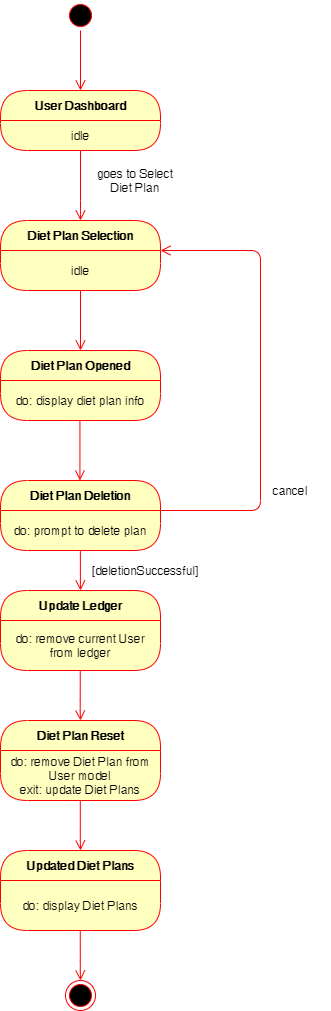 User Dashboard
idle
goes to Select
Diet Plan
Diet Plan Selection
idle
Diet Plan Opened
do: display diet plan info
Diet Plan Deletion
do: prompt to delete plan
cancel
[deletionSuccessful]
Update Ledger
do: remove current User
from ledger
Diet Plan Reset
do: remove Diet Plan from
User model
exit: update Diet Plans
Updated Diet Plans
do: display Diet Plans